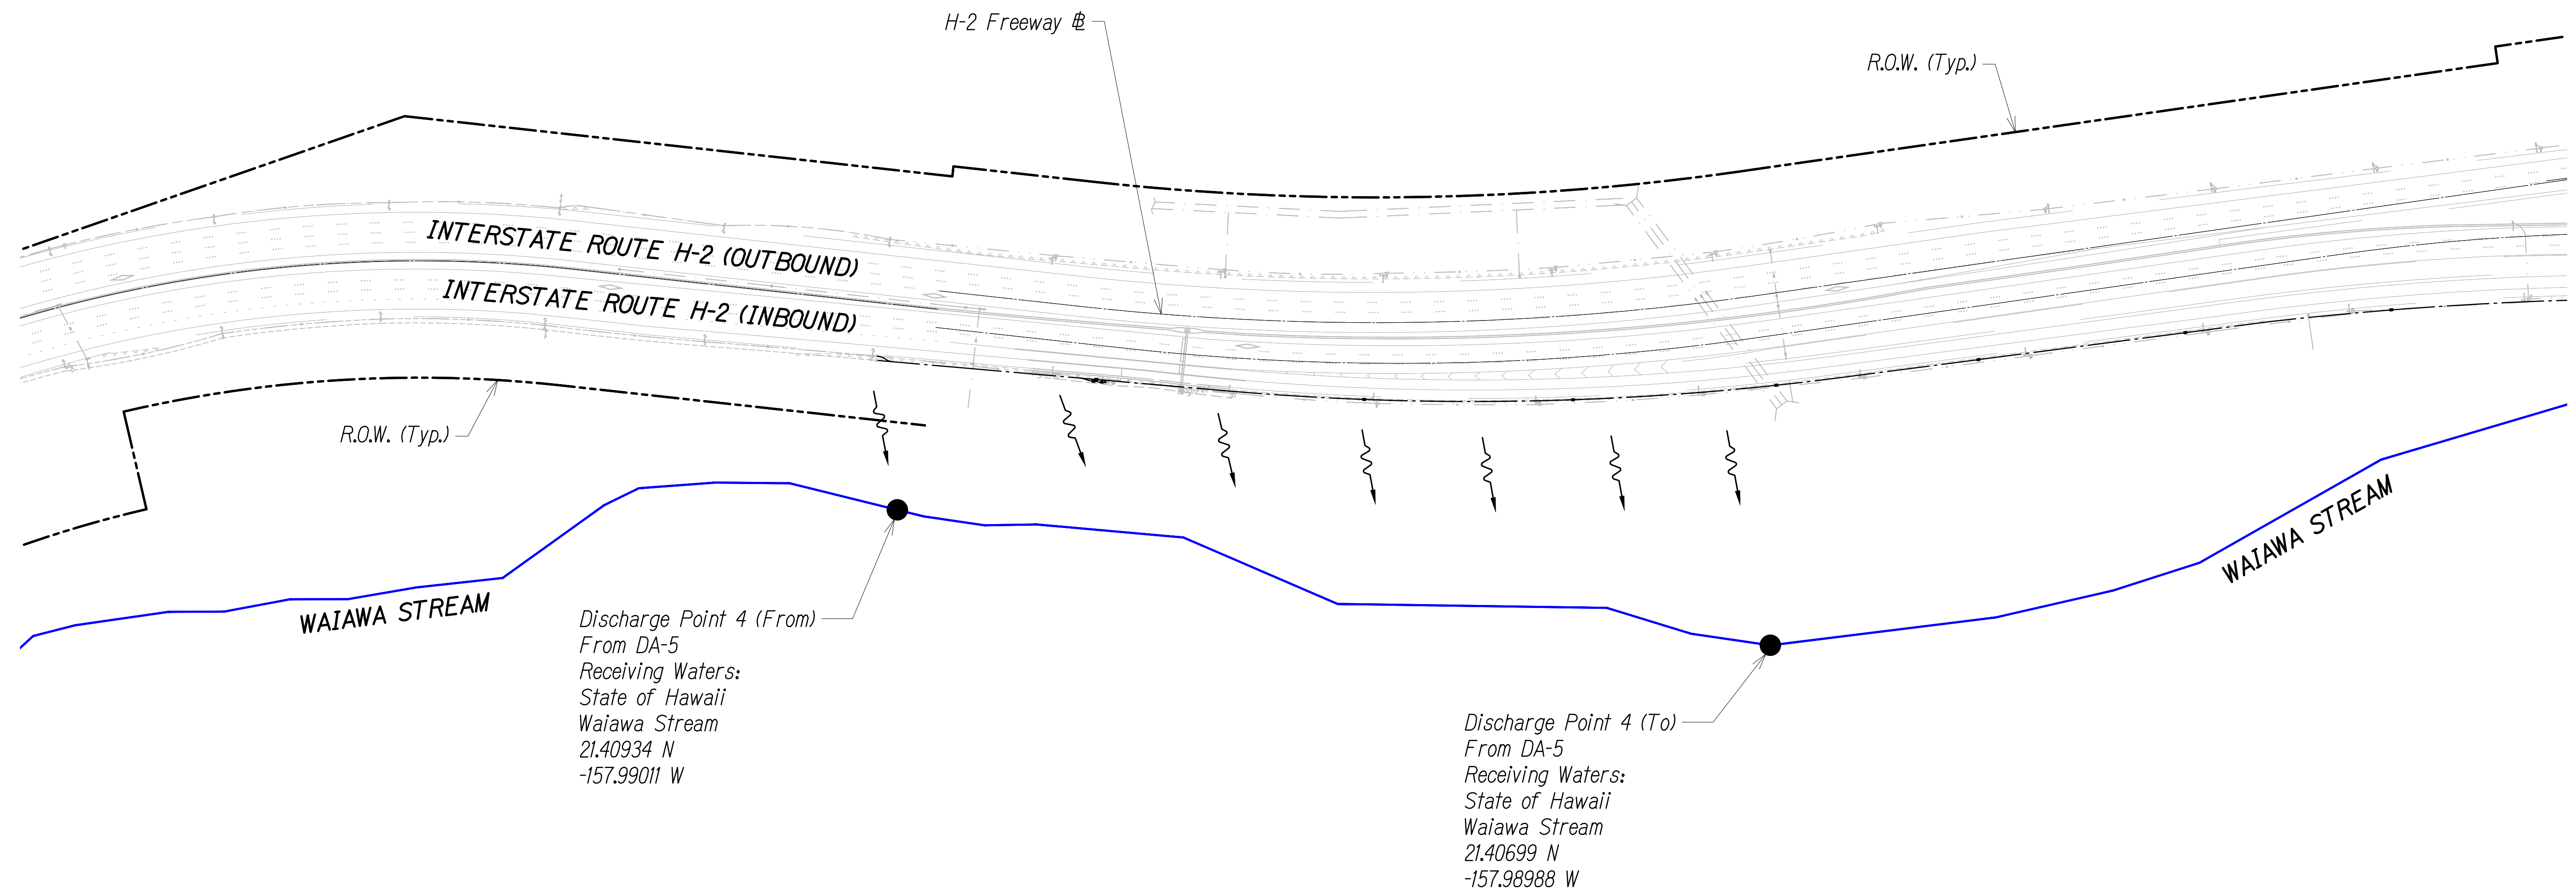 H-2 Freeway ⅊
R.O.W. (Typ.)
INTERSTATE ROUTE H-2 (OUTBOUND)
INTERSTATE ROUTE H-2 (INBOUND)
R.O.W. (Typ.)
WAIAWA STREAM
WAIAWA STREAM
Discharge Point 4 (From)
From DA-5
Receiving Waters:
State of Hawaii
Waiawa Stream
21.40934 N
-157.99011 W
Discharge Point 4 (To)
From DA-5
Receiving Waters:
State of Hawaii
Waiawa Stream
21.40699 N
-157.98988 W